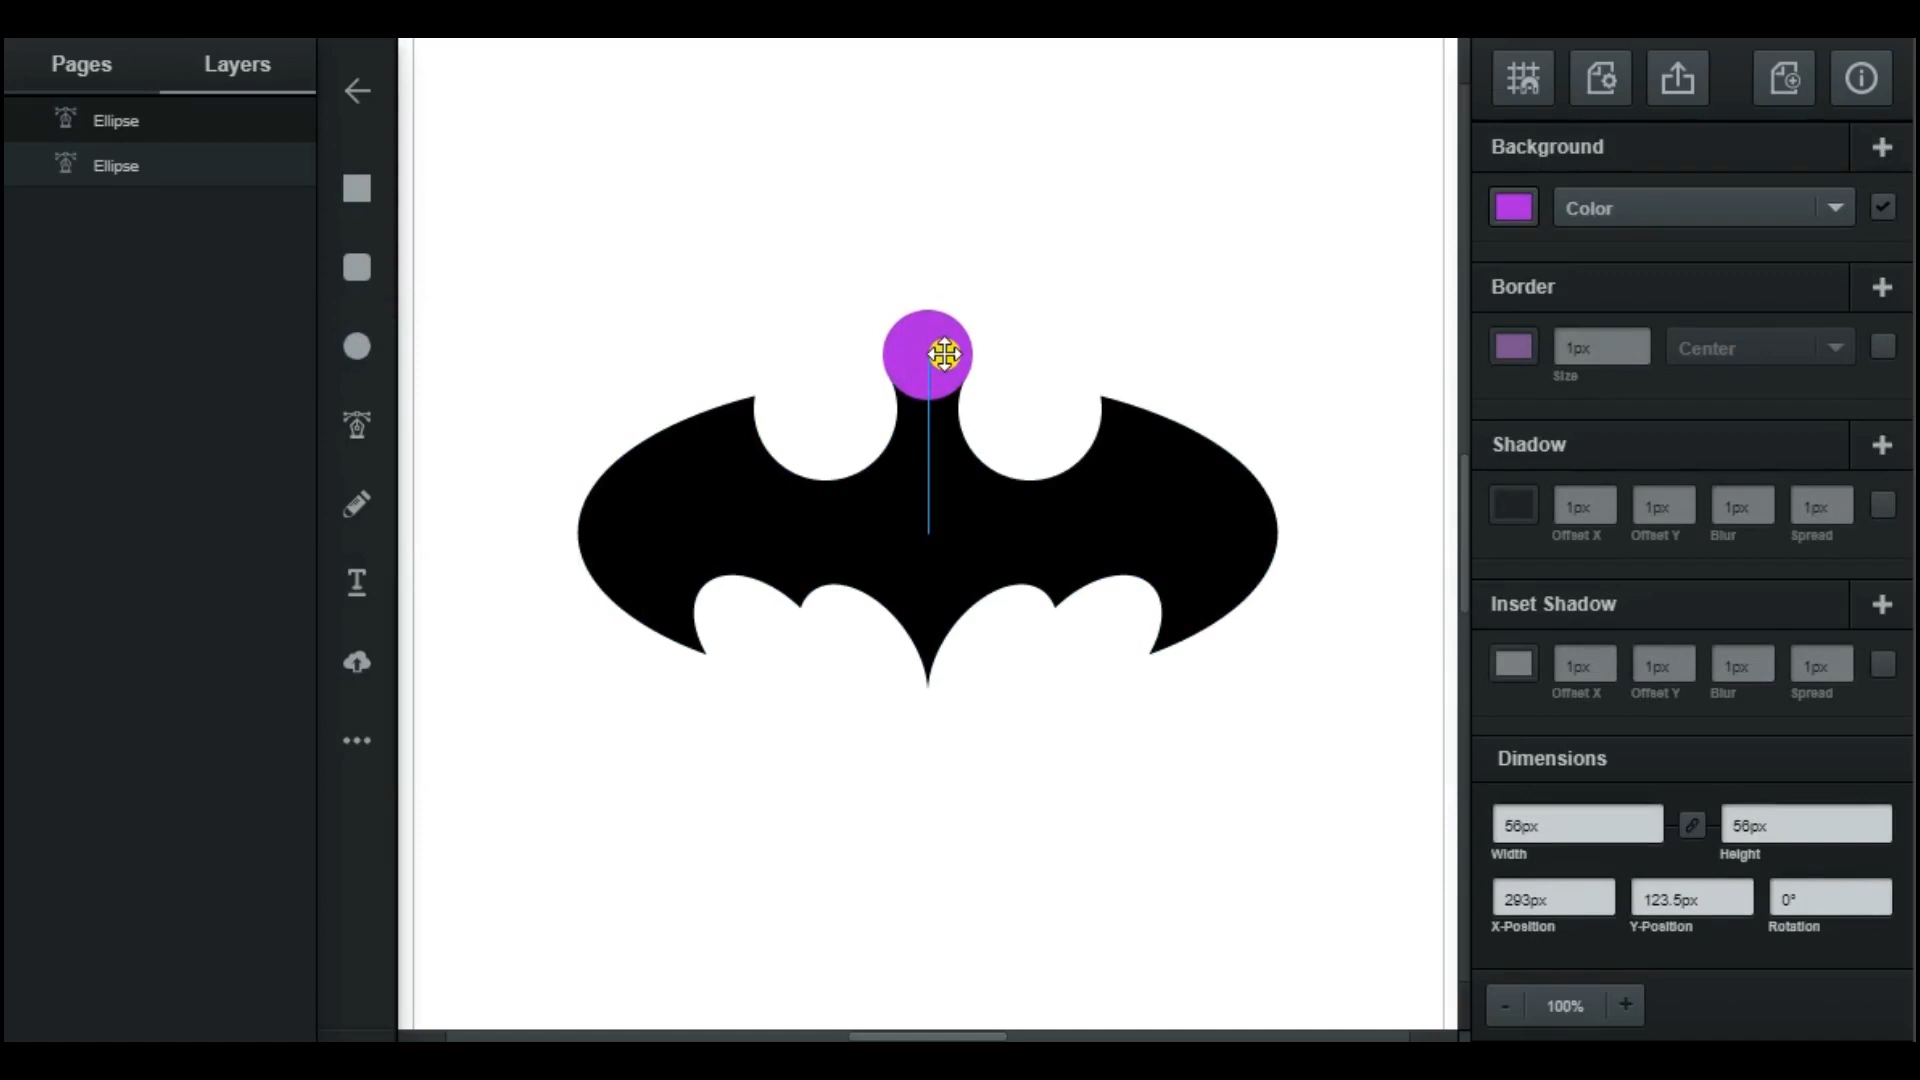 Pages
Layers
Ellipse
Ellipse
Background
Color
Border
1px
Center
Size
Shadow
1px
1px
1px
1px
Offset X
Offset Y
Blur
Spread
Inset Shadow
1px
1px
1px
1px
Offset X
Offset Y
Blur
Spread
Dimensions
56px
56px
Width
Height
293px
123.5px
0°
X-Position
Y-Position
Rotation
- 100% +